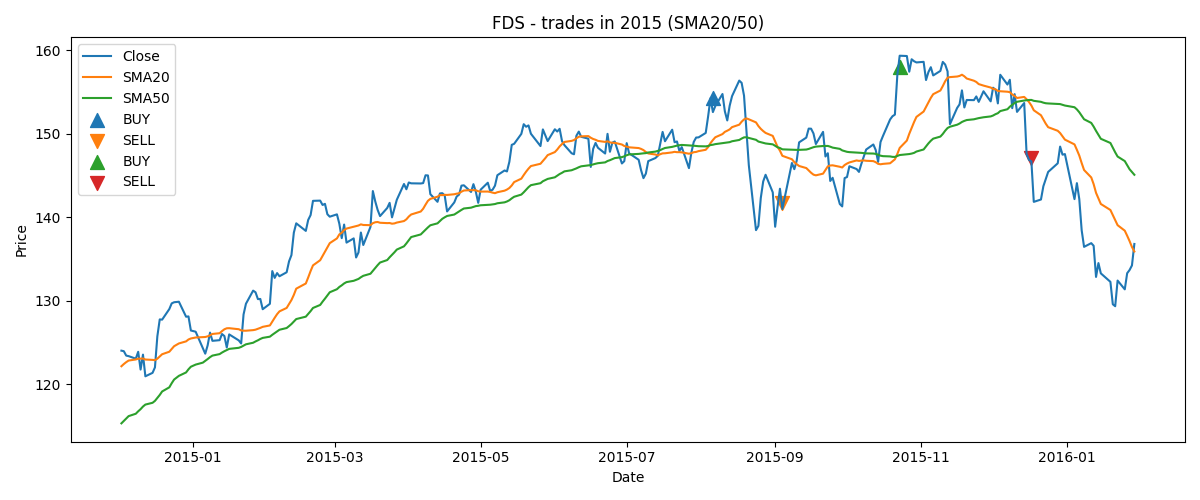 FDS - trades in 2015 (SMA20/50)
Close
SMA20
SMA50
BUY
SELL
BUY
SELL
160
150
140
130
120
Price
2015-01
2015-03
2015-05
2015-07
2015-09
2015-11
2016-01
Date